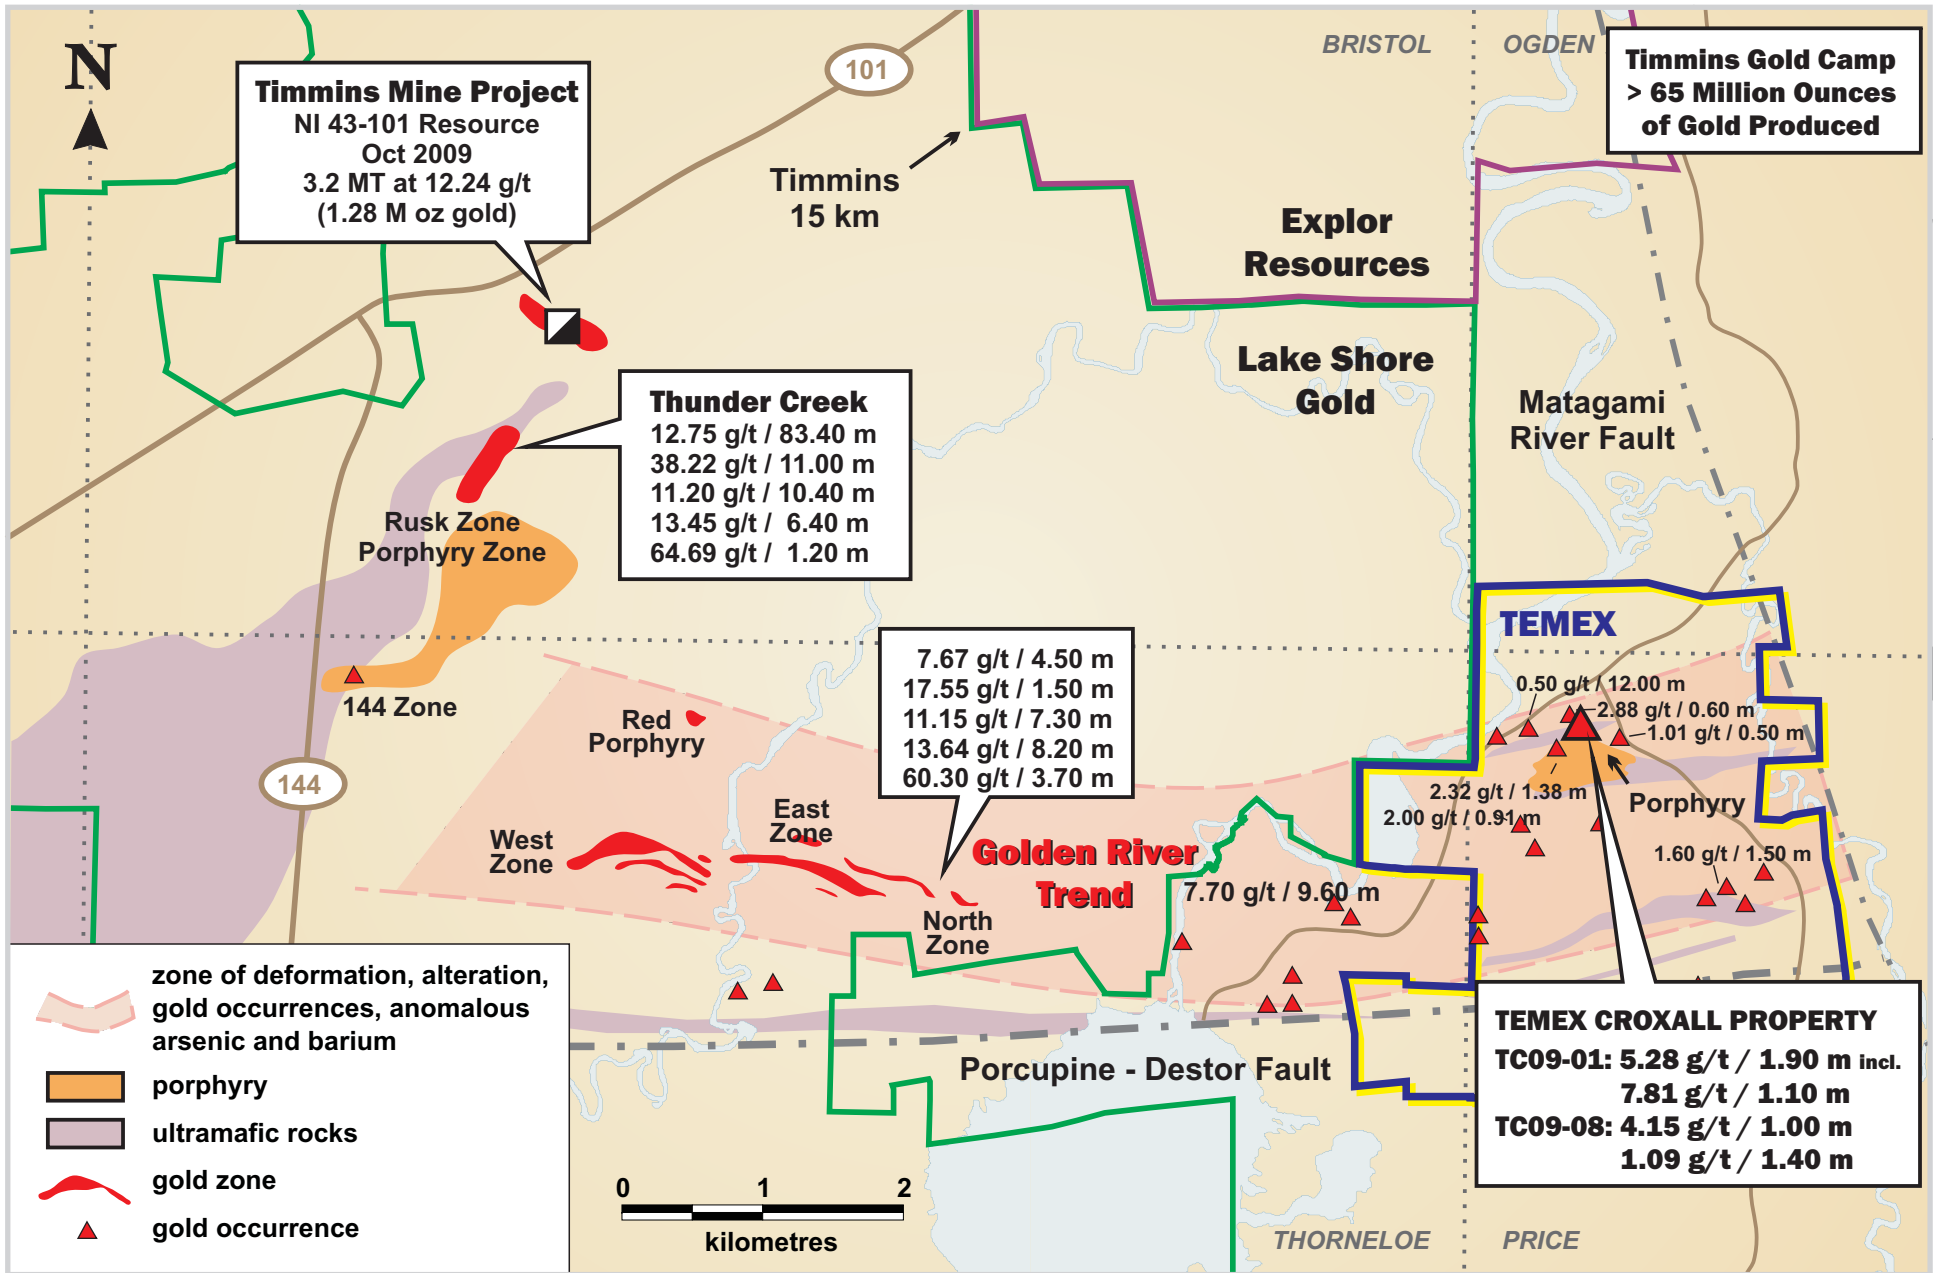 N
Timmins Mine Project
NI 43-101 Resource
Oct 2009
3.2 MT at 12.24 g/t
(1.28 M oz gold)
101
BRISTOL
OGDEN
Timmins Gold Camp
> 65 Million Ounces
of Gold Produced
Timmins
15 km
Explor
Resources
Lake Shore
Gold
Matagami
River Fault
Thunder Creek
12.75 g/t / 83.40 m
38.22 g/t / 11.00 m
11.20 g/t / 10.40 m
13.45 g/t / 6.40 m
64.69 g/t / 1.20 m
Rusk Zone
Porphyry Zone
144 Zone
144
Red
Porphyry
7.67 g/t / 4.50 m
17.55 g/t / 1.50 m
11.15 g/t / 7.30 m
13.64 g/t / 8.20 m
60.30 g/t / 3.70 m
TEMEX
0.50 g/t / 12.00 m
2.88 g/t / 0.60 m
1.01 g/t / 0.50 m
2.32 g/t / 1.38 m
2.00 g/t / 0.91 m
Porphyry
1.60 g/t / 1.50 m
West
Zone
East
Zone
North
Zone
Golden River
Trend
7.70 g/t / 9.60 m
Porcupine - Destor Fault
TEMEX CROXALL PROPERTY
TC09-01: 5.28 g/t / 1.90 m incl.
7.81 g/t / 1.10 m
TC09-08: 4.15 g/t / 1.00 m
1.09 g/t / 1.40 m
zone of deformation, alteration,
gold occurrences, anomalous
arsenic and barium
porphyry
ultramafic rocks
gold zone
gold occurrence
0 1 2
kilometres
THORNELOE
PRICE